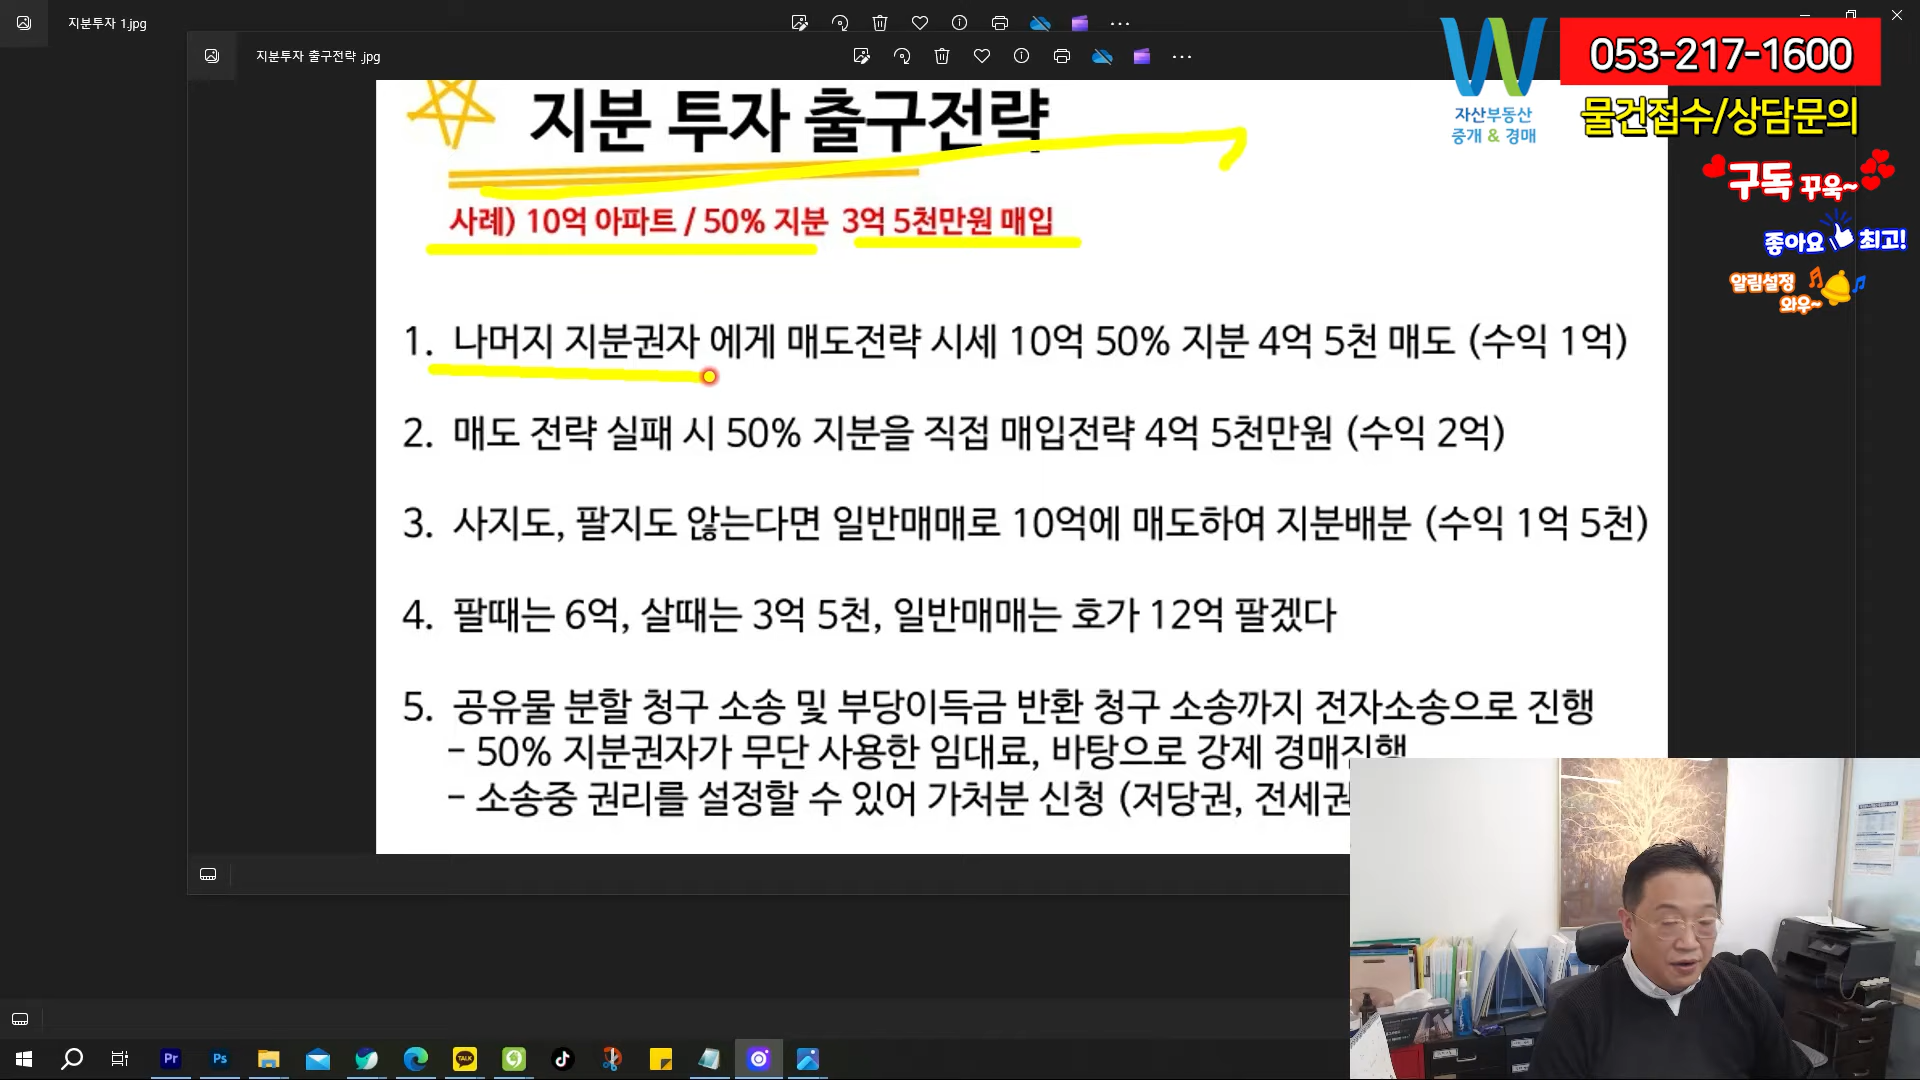 지분투자 1.jpg
지분투자 출구전략 .jpg
053-217-1600
자산부동산
중개 & 경매
물건접수/상담문의
구독 꾸욱~
좋아요 최고!
알림설정
와우~
지분 투자 출구전략
사례) 10억 아파트 / 50% 지분 3억 5천만원 매입
1. 나머지 지분권자 에게 매도전략 시세 10억 50% 지분 4억 5천 매도 (수익 1억)
2. 매도 전략 실패 시 50% 지분을 직접 매입전략 4억 5천만원 (수익 2억)
3. 사지도, 팔지도 않는다면 일반매매로 10억에 매도하여 지분배분 (수익 1억 5천)
4. 팔때는 6억, 살때는 3억 5천, 일반매매는 호가 12억 팔겠다
5. 공유물 분할 청구 소송 및 부당이득금 반환 청구 소송까지 전자소송으로 진행
- 50% 지분권자가 무단 사용한 임대료, 바탕으로 강제 경매진행
- 소송중 권리를 설정할 수 있어 가처분 신청 (저당권, 전세권
Pr
Ps
TALK